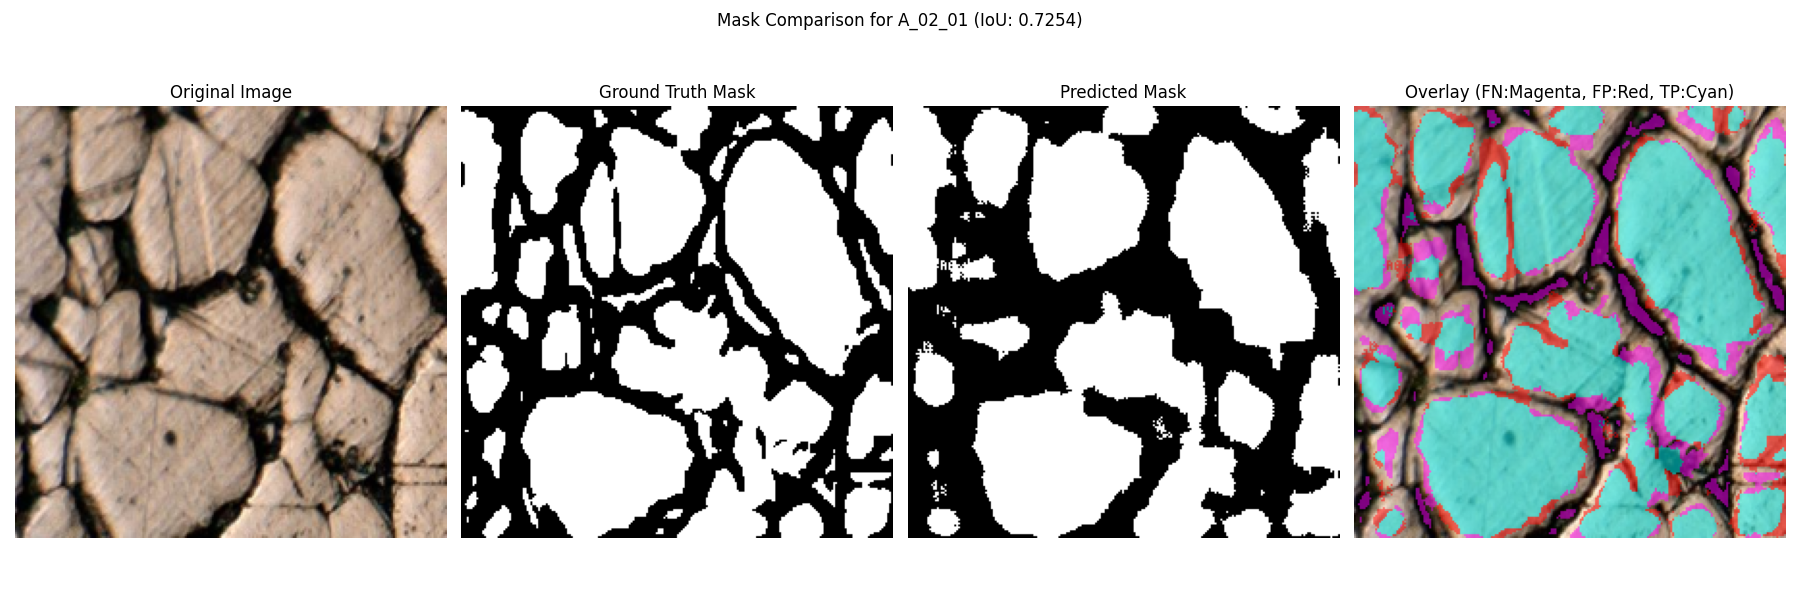 Mask Comparison for A_02_01 (IoU: 0.7254)
Original Image
Ground Truth Mask
Predicted Mask
Overlay (FN:Magenta, FP:Red, TP:Cyan)